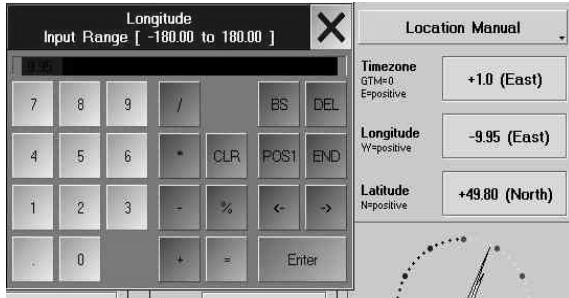 Longitude
Input Range [ -180.00 to 180.00 ]
-9.95
7 8 9 / BS DEL
4 5 6 * CLR POS1 END
1 2 3 - % <- ->
. 0 + = Enter
Location Manual
Timezone
GTM=0
E=positive
+1.0 (East)
Longitude
W=positive
-9.95 (East)
Latitude
N=positive
+49.80 (North)